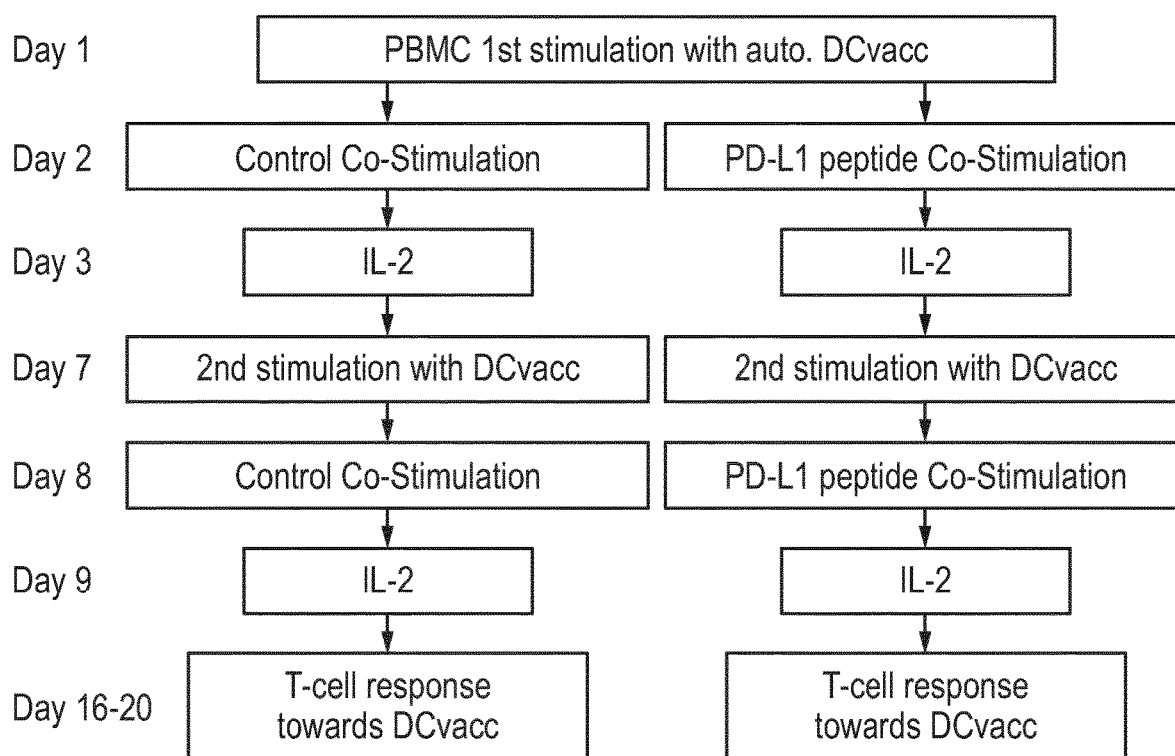 Day 1
PBMC 1st stimulation with auto. DCvacc
Day 2
Control Co-Stimulation
PD-L1 peptide Co-Stimulation
Day 3
IL-2
IL-2
Day 7
2nd stimulation with DCvacc
2nd stimulation with DCvacc
Day 8
Control Co-Stimulation
PD-L1 peptide Co-Stimulation
Day 9
IL-2
IL-2
Day 16-20
T-cell response
towards DCvacc
T-cell response
towards DCvacc